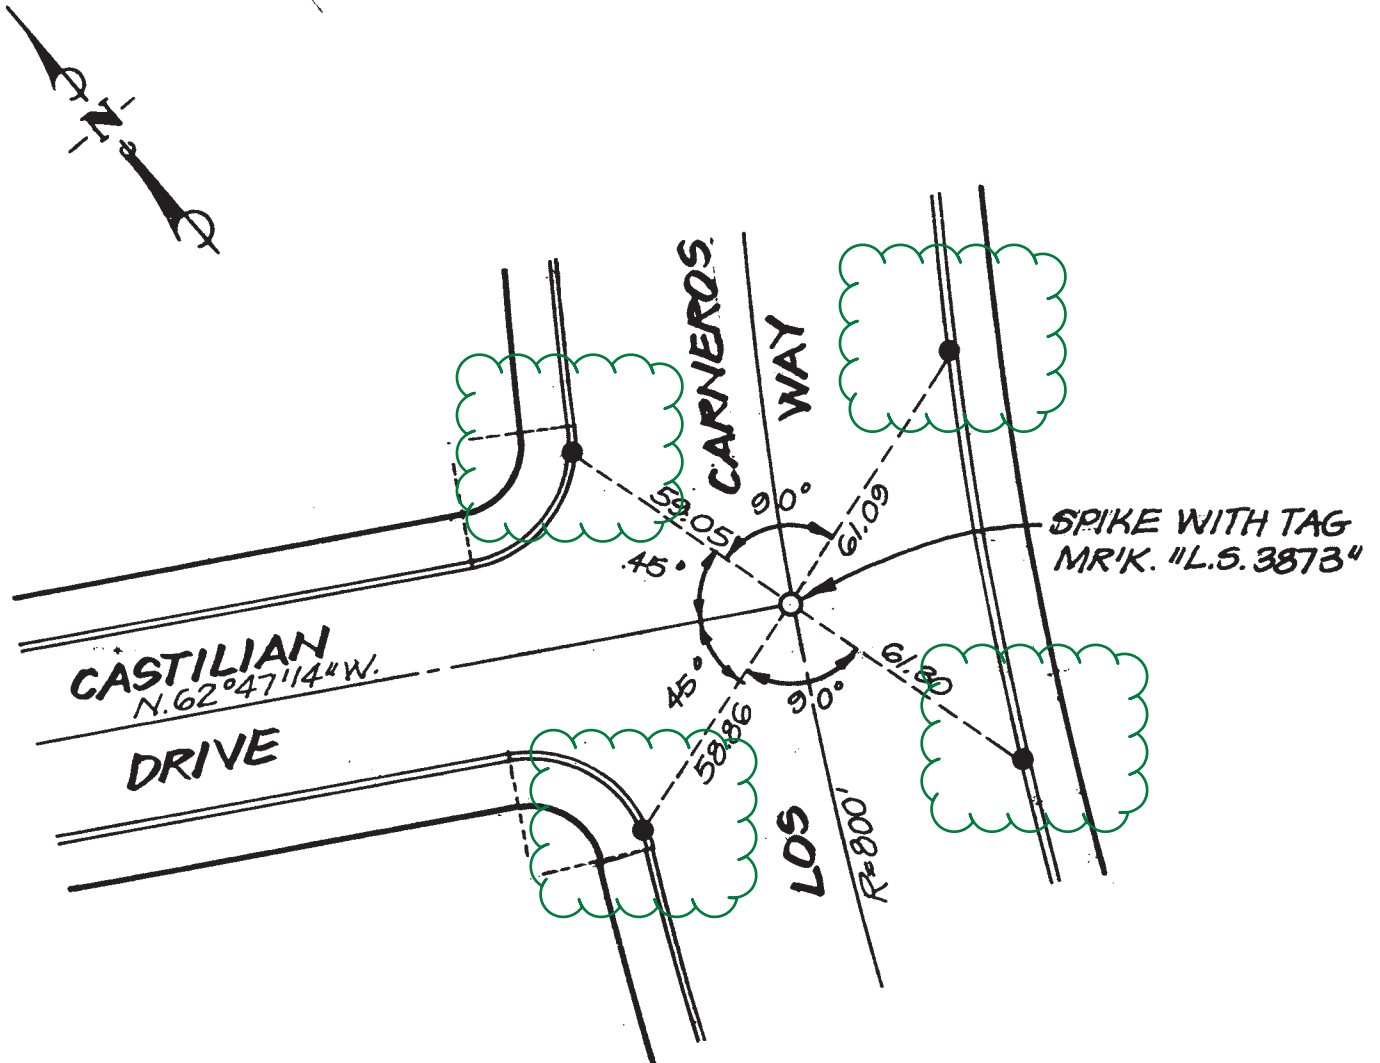 N
CARNEROS
WAY
59.05
90°
61.09
SPIKE WITH TAG
MR'K. "L.S. 3873"
45°
CASTILIAN
N.62°47'14"W.
DRIVE
45°
58.86
90°
61.80
LOS
R=800'